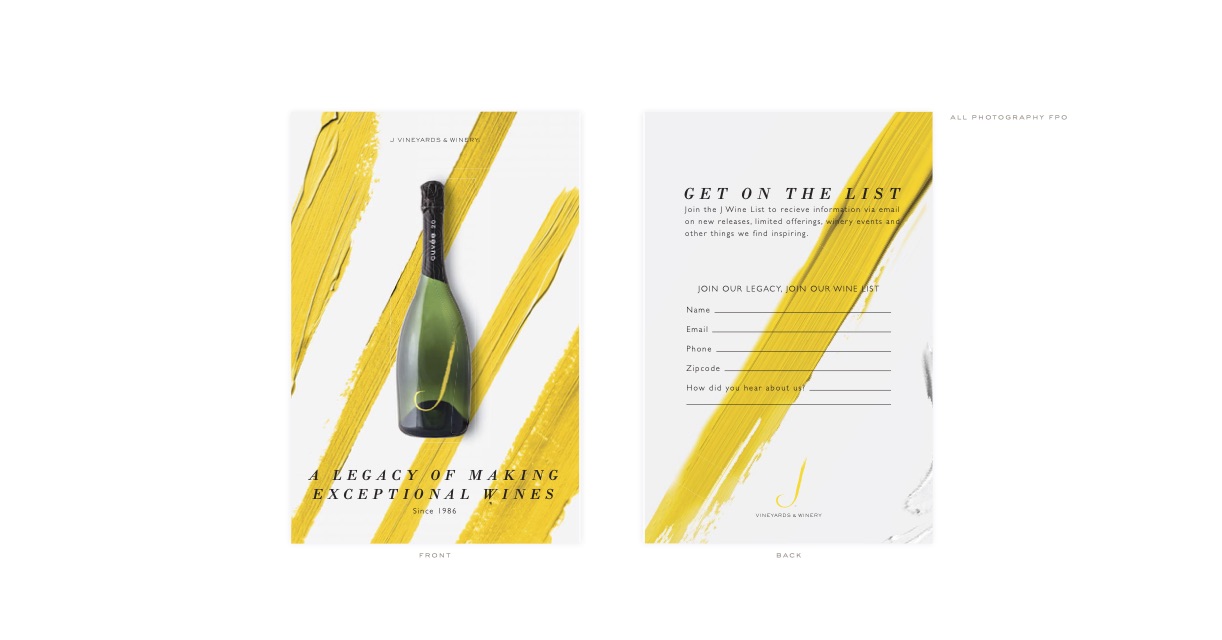 ALL PHOTOGRAPHY FPO
J VINEYARDS & WINERY
CUVÉE 20
J
A LEGACY OF MAKING
EXCEPTIONAL WINES
Since 1986
FRONT
GET ON THE LIST
Join the J Wine List to recieve information via email
on new releases, limited offerings, winery events and
other things we find inspiring.
JOIN OUR LEGACY, JOIN OUR WINE LIST
Name
Email
Phone
Zipcode
How did you hear about us?
J
VINEYARDS & WINERY
BACK